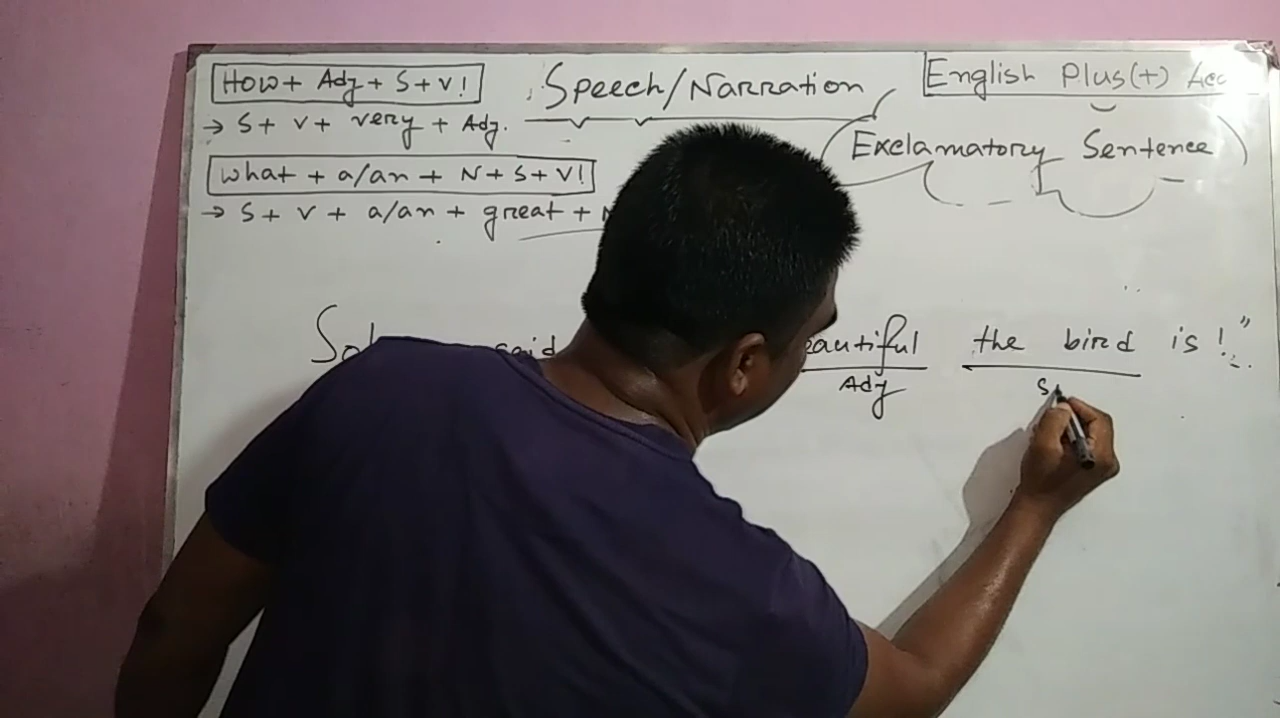 How + Adj + S + V!
→ S + V + very + Adj.
What + a/an + N + S + V!
→ S + V + a/an + great +
Speech/Narration
English Plus(+)
Exclamatory Sentence
said the bird is!”
Adj S